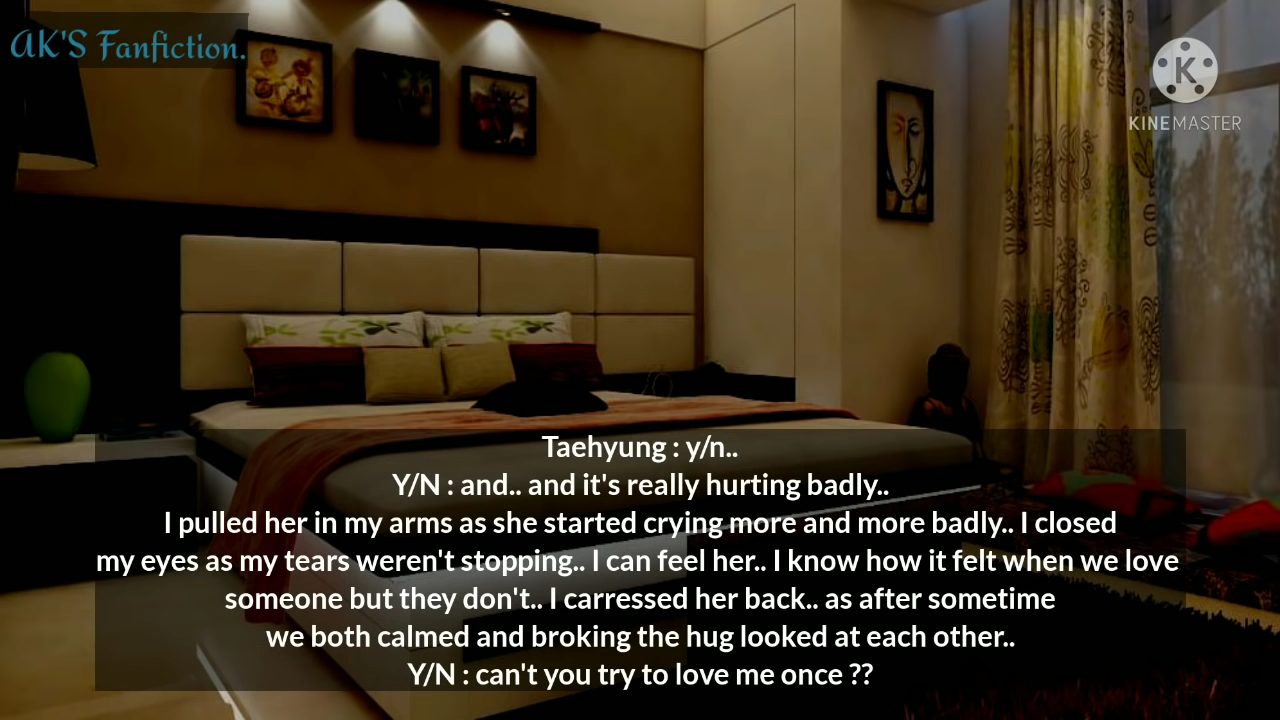 AK'S Fanfiction.
K
KINEMASTER
Taehyung : y/n..
Y/N : and.. and it's really hurting badly..
I pulled her in my arms as she started crying more and more badly.. I closed
my eyes as my tears weren't stopping.. I can feel her.. I know how it felt when we love
someone but they don't.. I carressed her back.. as after sometime
we both calmed and broking the hug looked at each other..
Y/N : can't you try to love me once ??